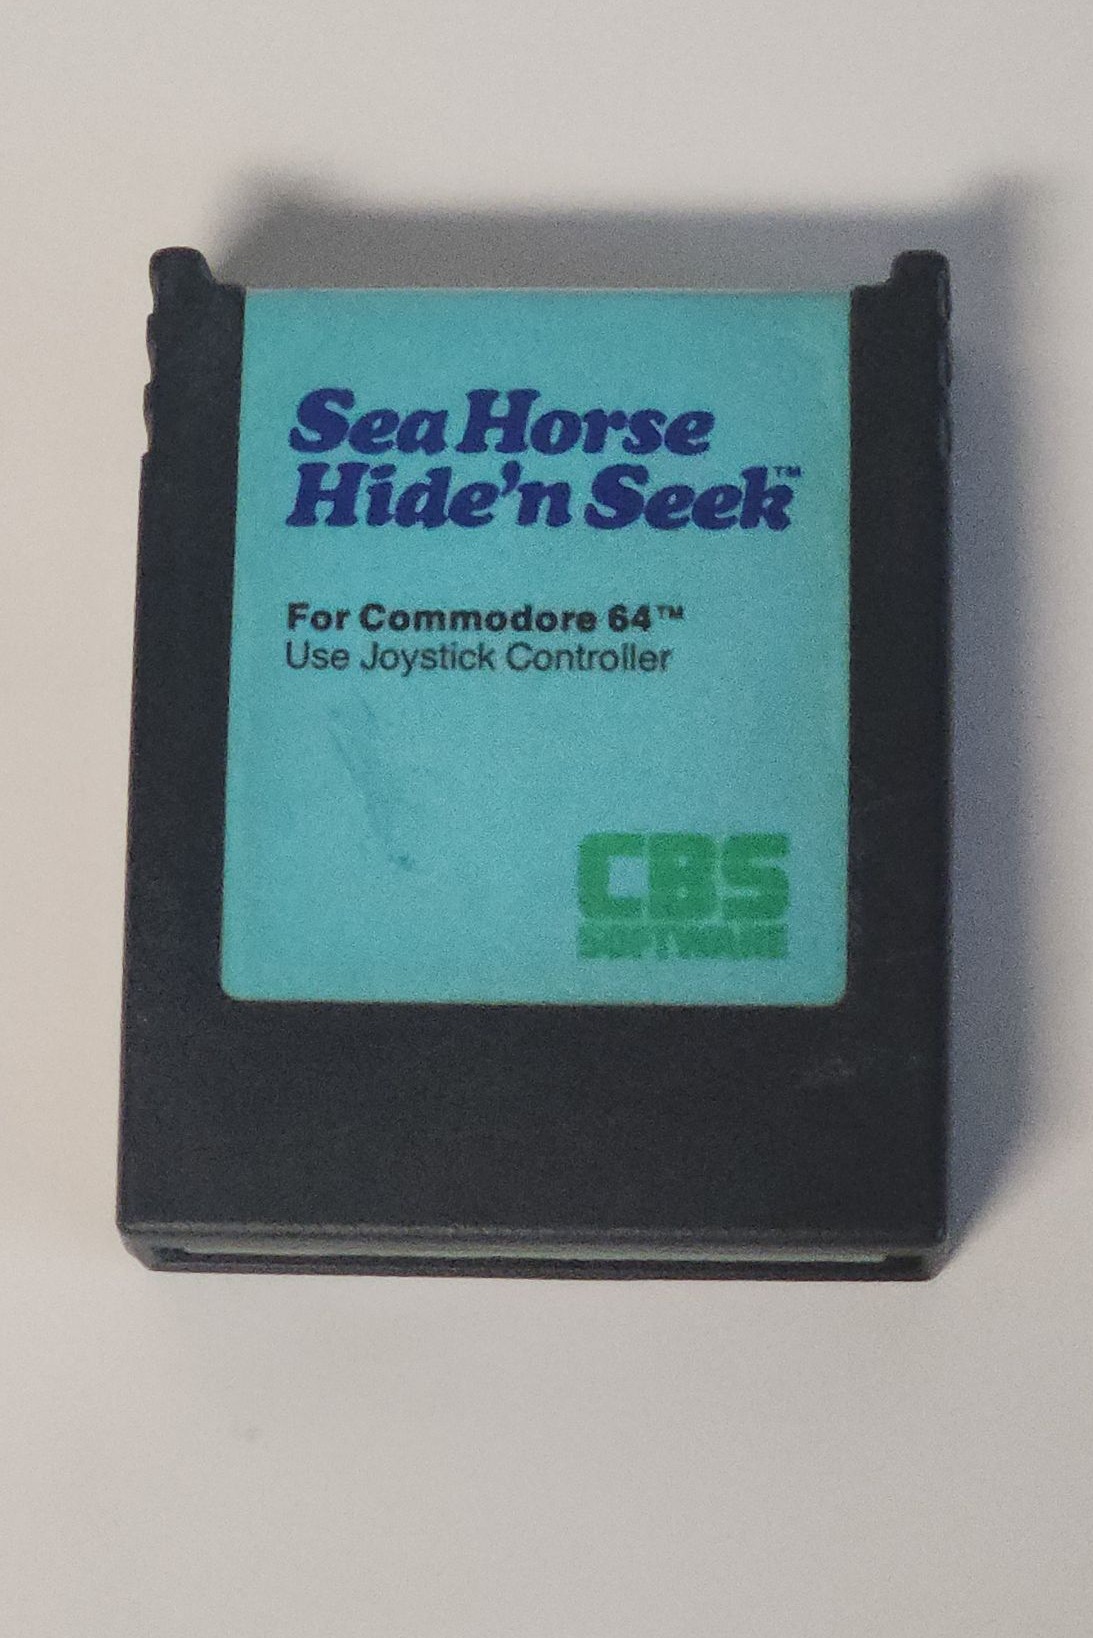 Sea Horse
Hide'n Seek™
For Commodore 64™
Use Joystick Controller
CBS
SOFTWARE